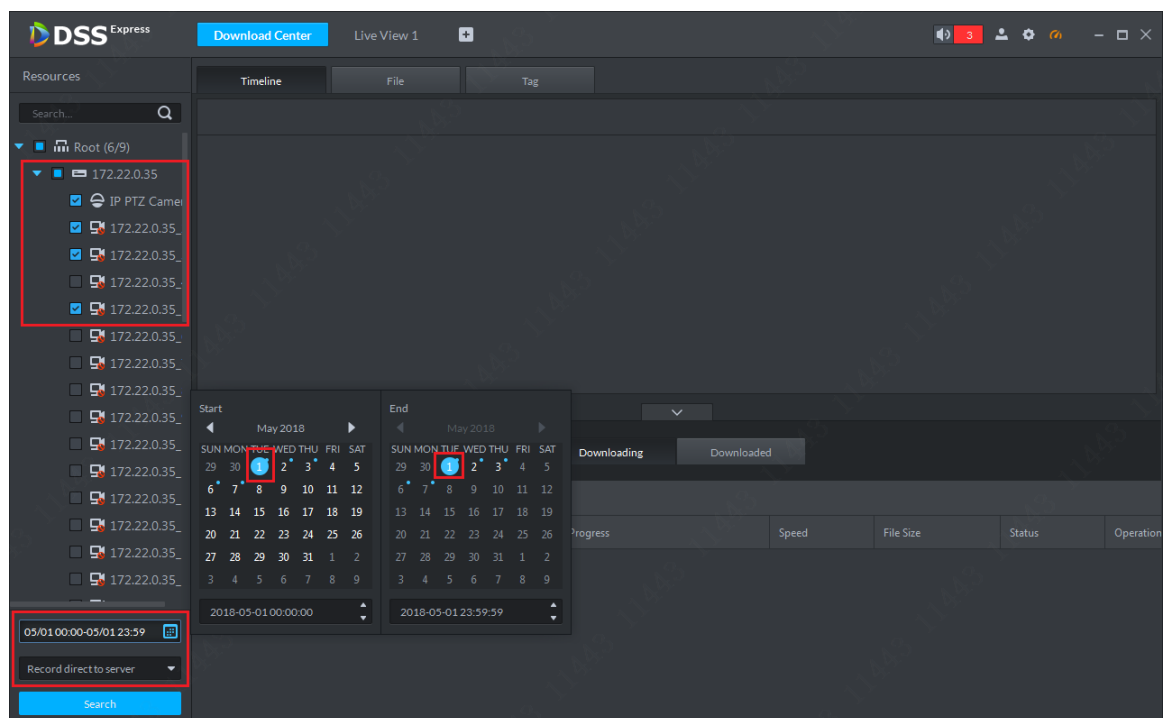 DSS Express
Download Center
Live View 1
3
Resources
Timeline
File
Tag
Search...
Root (6/9)
172.22.0.35
IP PTZ Camer
172.22.0.35_
172.22.0.35_
172.22.0.35_
172.22.0.35_
172.22.0.35_
172.22.0.35_
172.22.0.35_
172.22.0.35_
172.22.0.35_
172.22.0.35_
172.22.0.35_
172.22.0.35_
172.22.0.35_
172.22.0.35_
05/01 00:00-05/01 23:59
Record direct to server
Search
Start
May 2018
SUN MON TUE WED THU FRI SAT
29 30 1 2 3 4 5
6 7 8 9 10 11 12
13 14 15 16 17 18 19
20 21 22 23 24 25 26
27 28 29 30 31 1 2
3 4 5 6 7 8 9
2018-05-01 00:00:00
End
May 2018
SUN MON TUE WED THU FRI SAT
29 30 1 2 3 4 5
6 7 8 9 10 11 12
13 14 15 16 17 18 19
20 21 22 23 24 25 26
27 28 29 30 31 1 2
3 4 5 6 7 8 9
2018-05-01 23:59:59
Downloading
Downloaded
Progress
Speed
File Size
Status
Operation